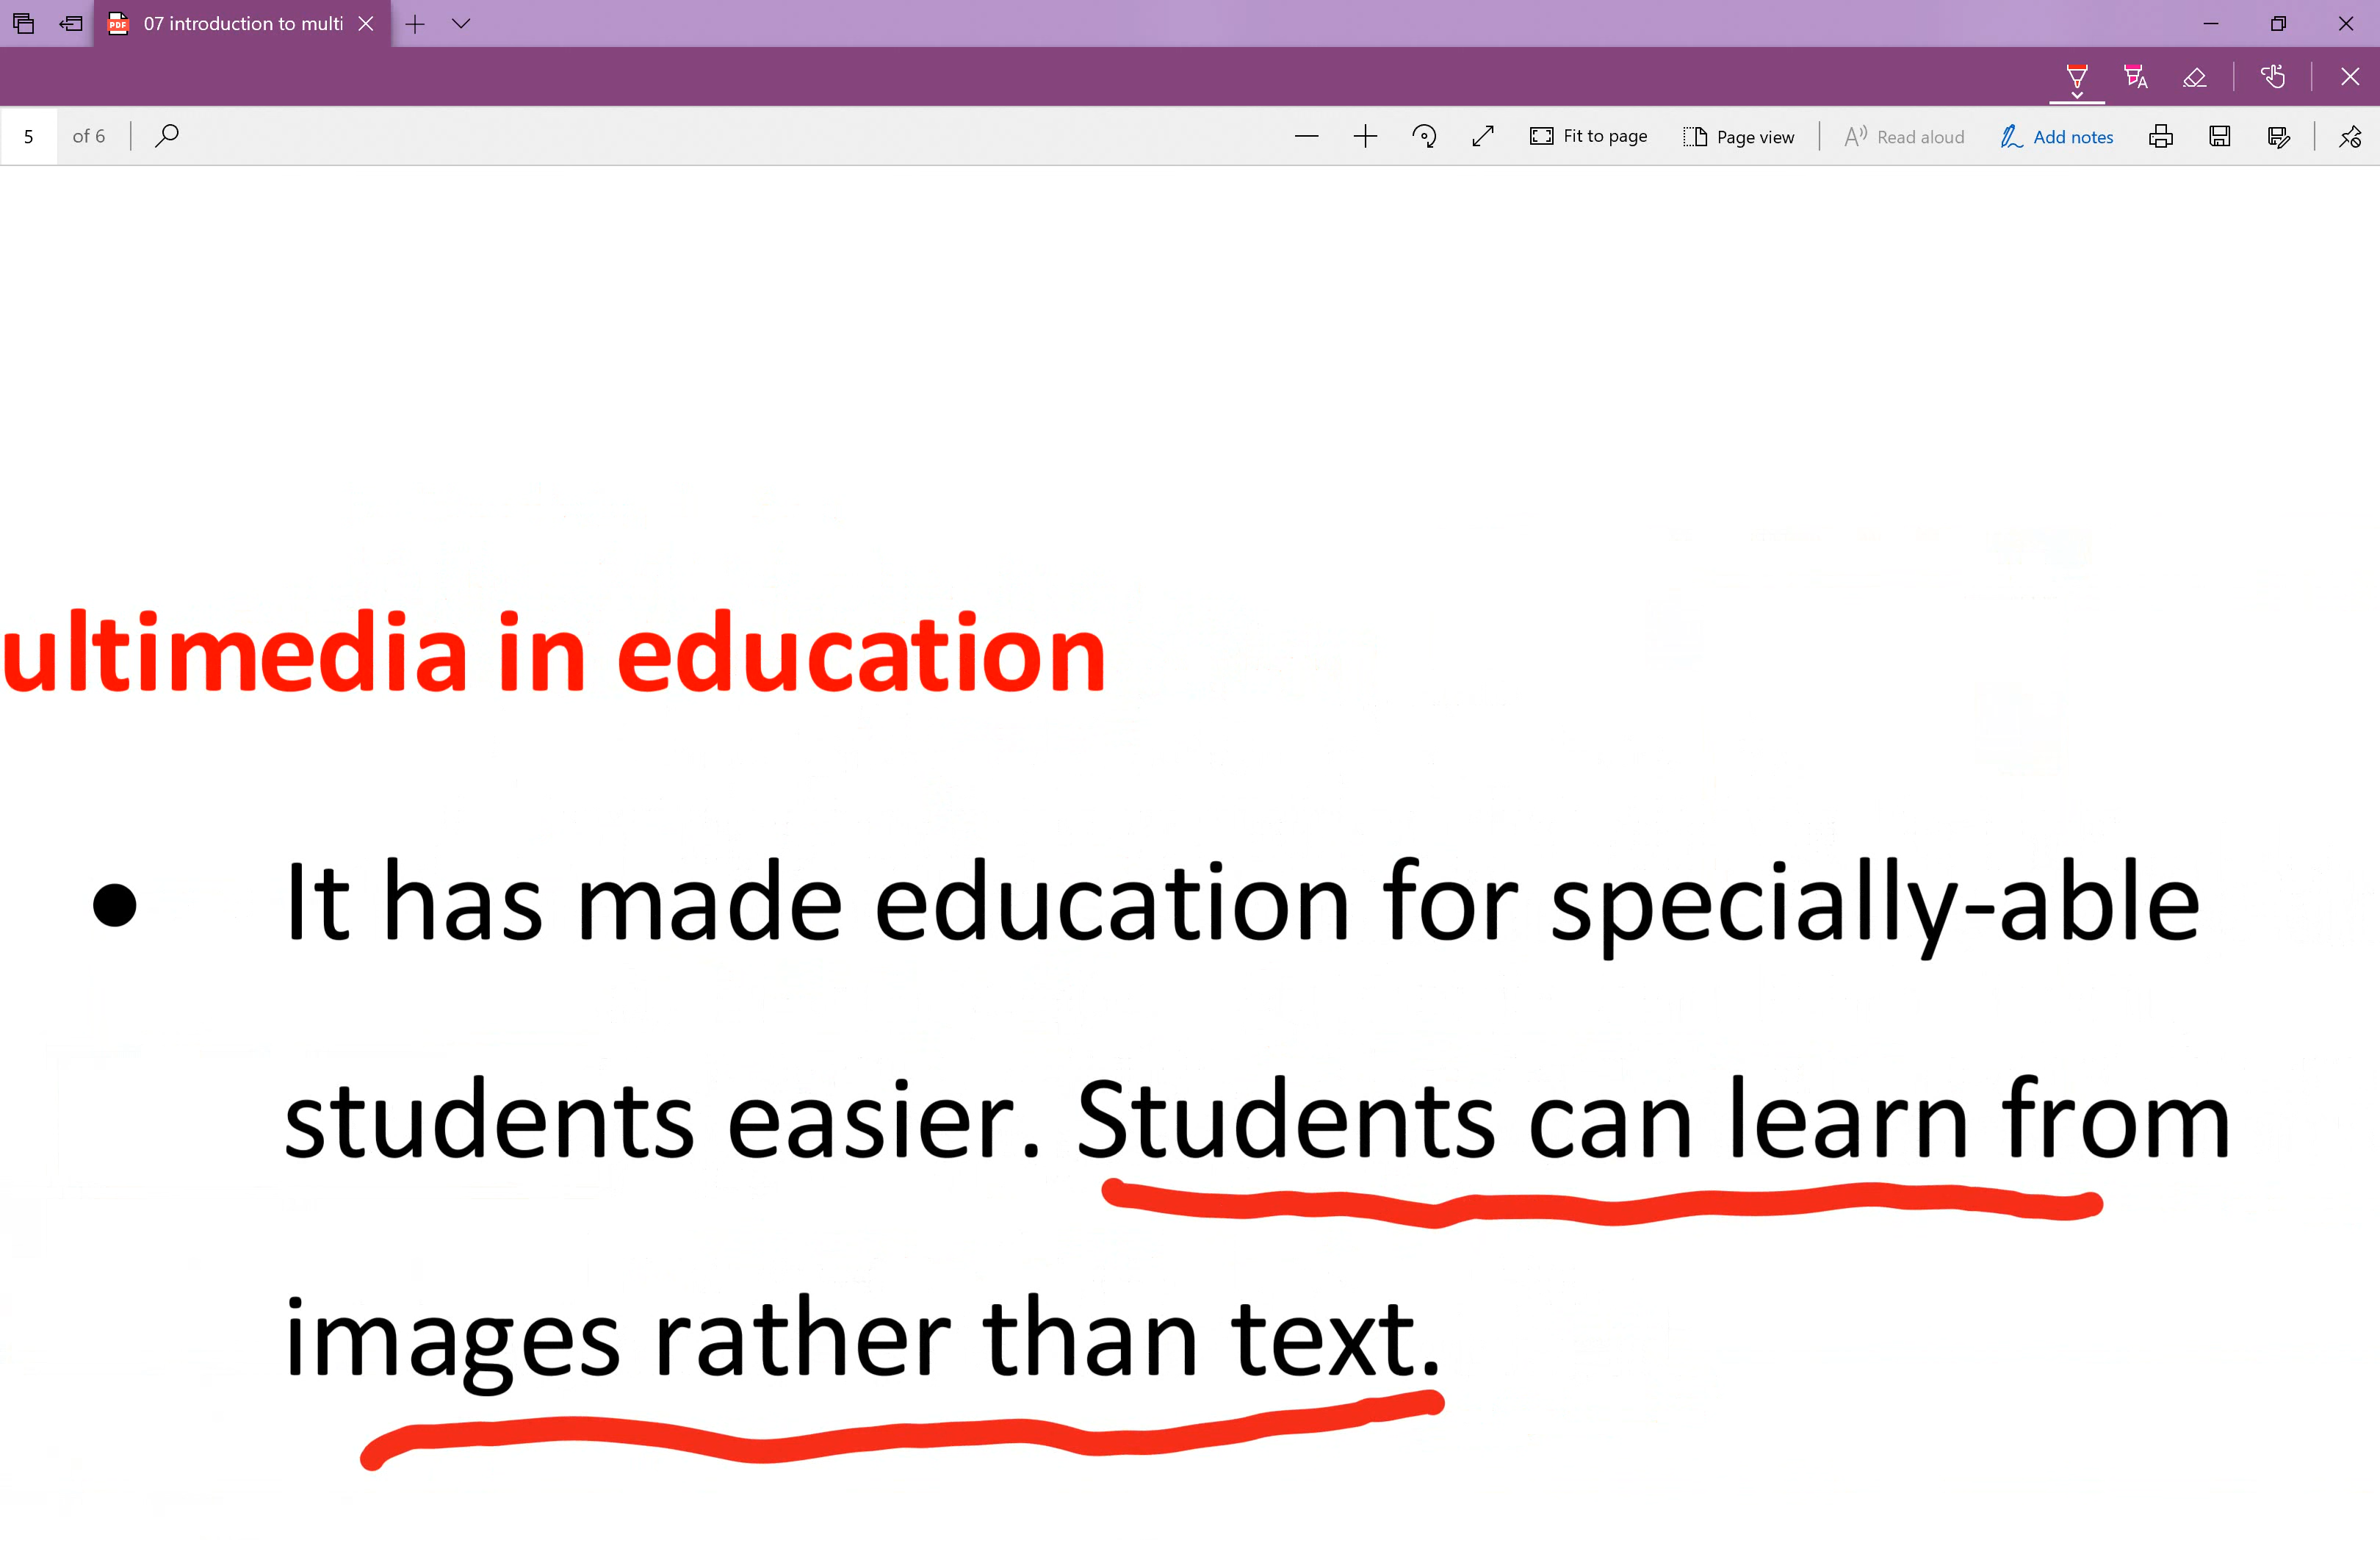 07 introduction to multi
5 of 6
Fit to page
Page view
Read aloud
Add notes
ultimedia in education
• It has made education for specially-able
students easier. Students can learn from
images rather than text.